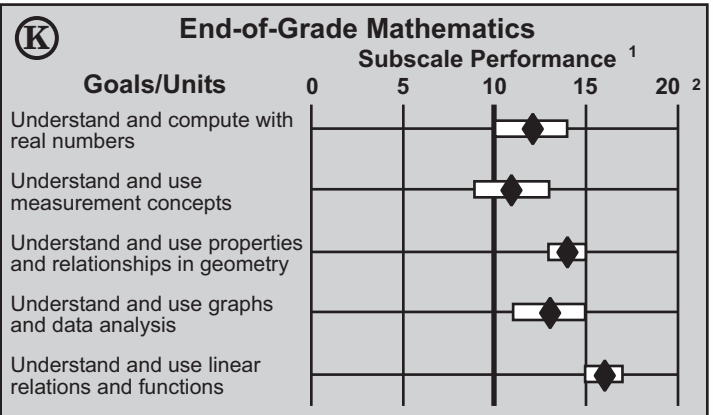 K
End-of-Grade Mathematics
Subscale Performance 1
Goals/Units 0 5 10 15 20 2
Understand and compute with
real numbers
Understand and use
measurement concepts
Understand and use properties
and relationships in geometry
Understand and use graphs
and data analysis
Understand and use linear
relations and functions